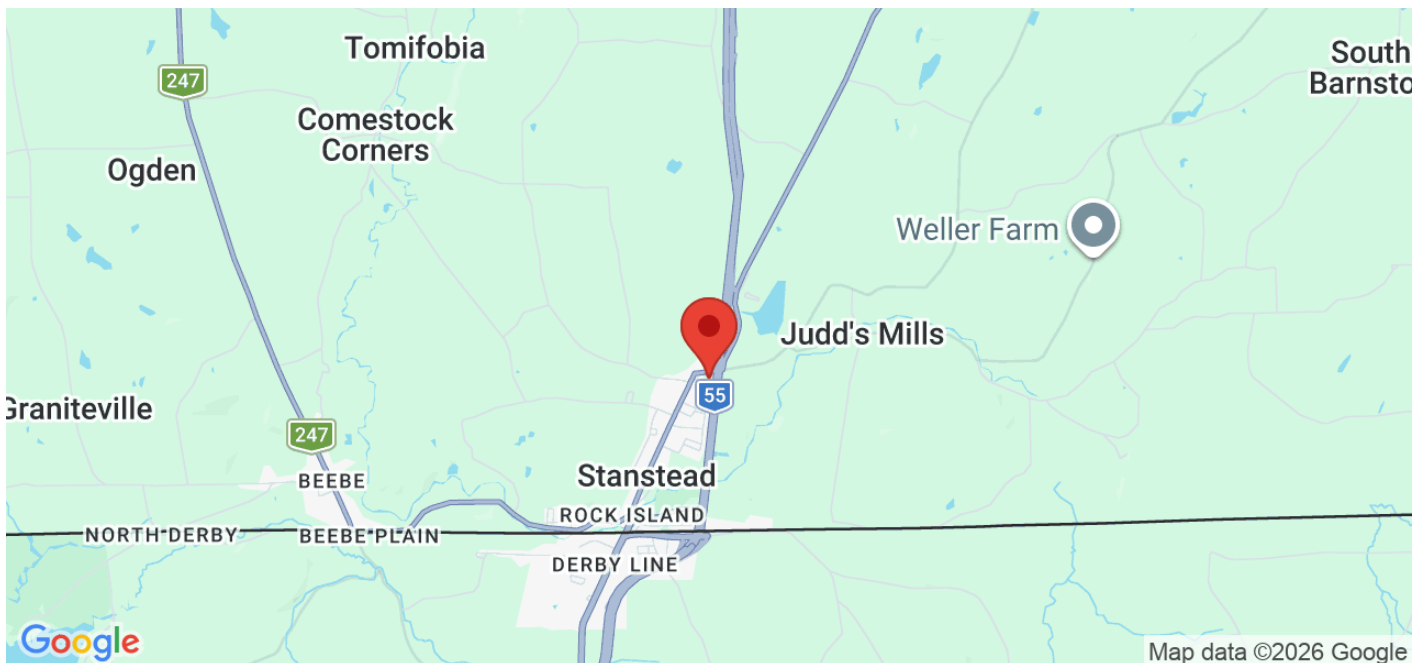 Tomifobia
South
Barnsto
247
Comestock
Corners
Ogden
Weller Farm
Judd's Mills
55
Graniteville
247
Stanstead
BEEBE
ROCK ISLAND
NORTH DERBY
BEEBE PLAIN
DERBY LINE
Google
Map data ©2026 Google